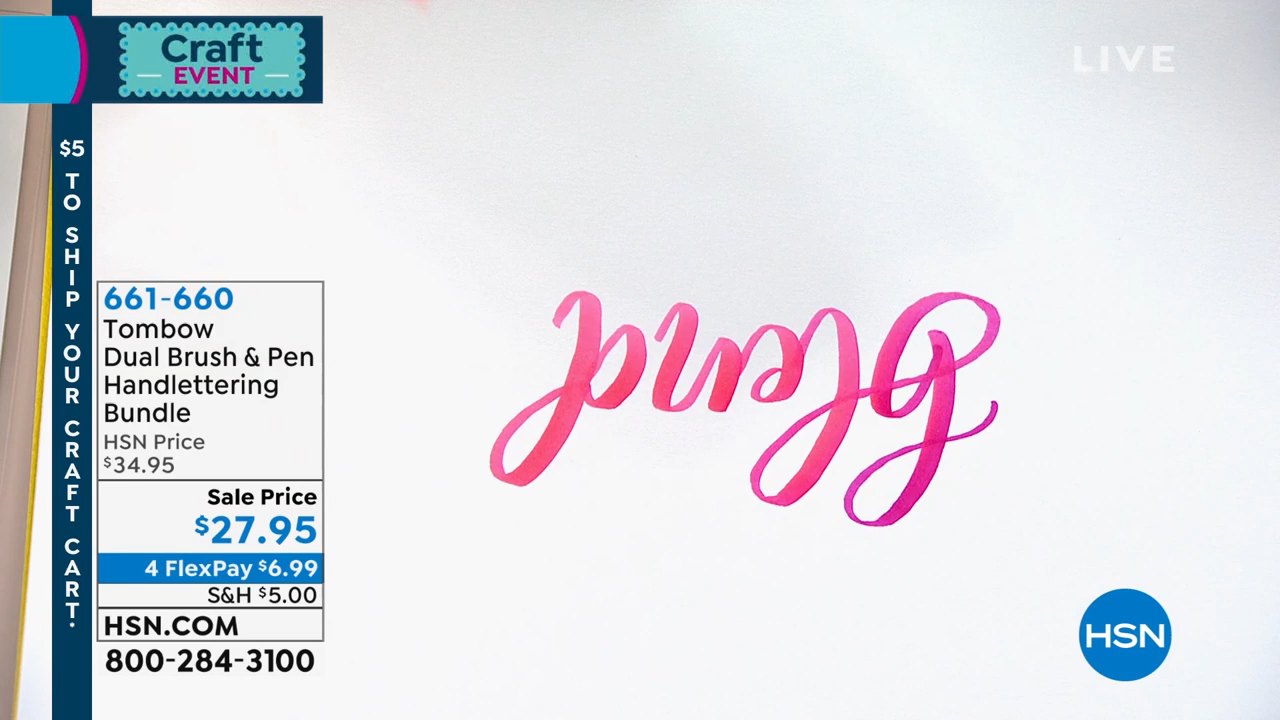 Craft
EVENT
LIVE
$5 TO SHIP YOUR CRAFT CART.*
661-660
Tombow
Dual Brush & Pen
Handlettering
Bundle
HSN Price
$34.95
Sale Price
$27.95
4 FlexPay $6.99
S&H $5.00
HSN.COM
800-284-3100
blend
HSN